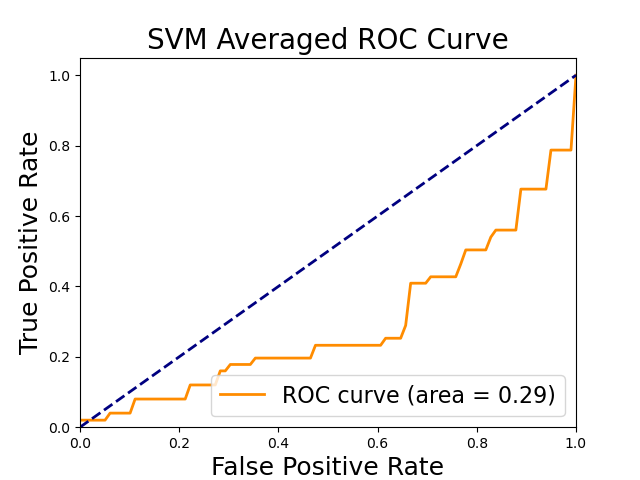 SVM Averaged ROC Curve
True Positive Rate
1.0
0.8
0.6
0.4
0.2
0.0
ROC curve (area = 0.29)
0.0 0.2 0.4 0.6 0.8 1.0
False Positive Rate